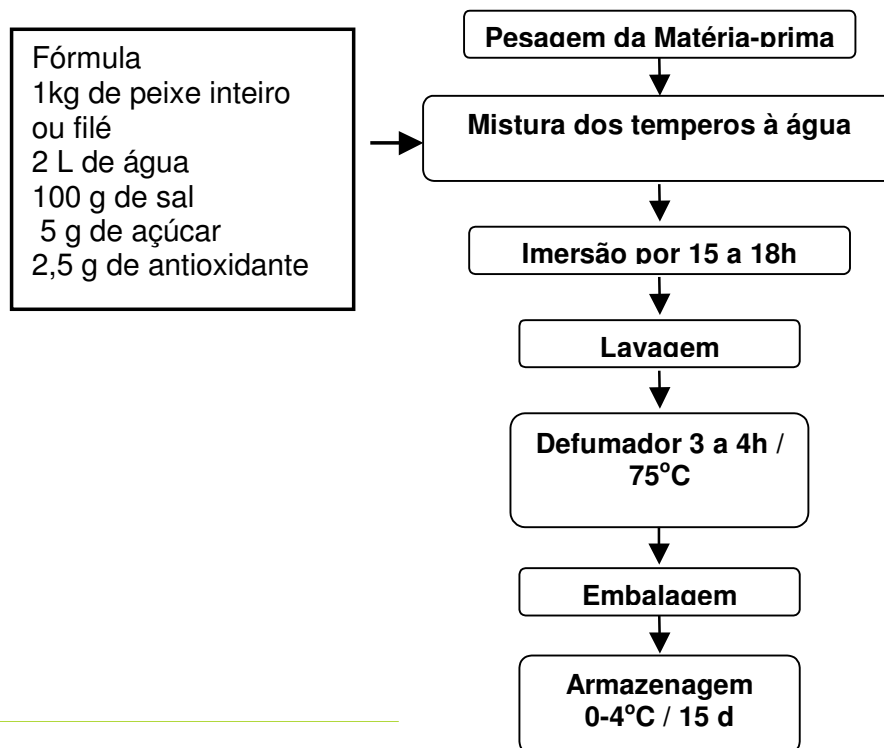 Fórmula
1kg de peixe inteiro
ou filé
2 L de água
100 g de sal
5 g de açúcar
2,5 g de antioxidante
Pesagem da Matéria-prima
Mistura dos temperos à água
Imersão por 15 a 18h
Lavagem
Defumador 3 a 4h /
75ºC
Embalagem
Armazenagem
0-4ºC / 15 d